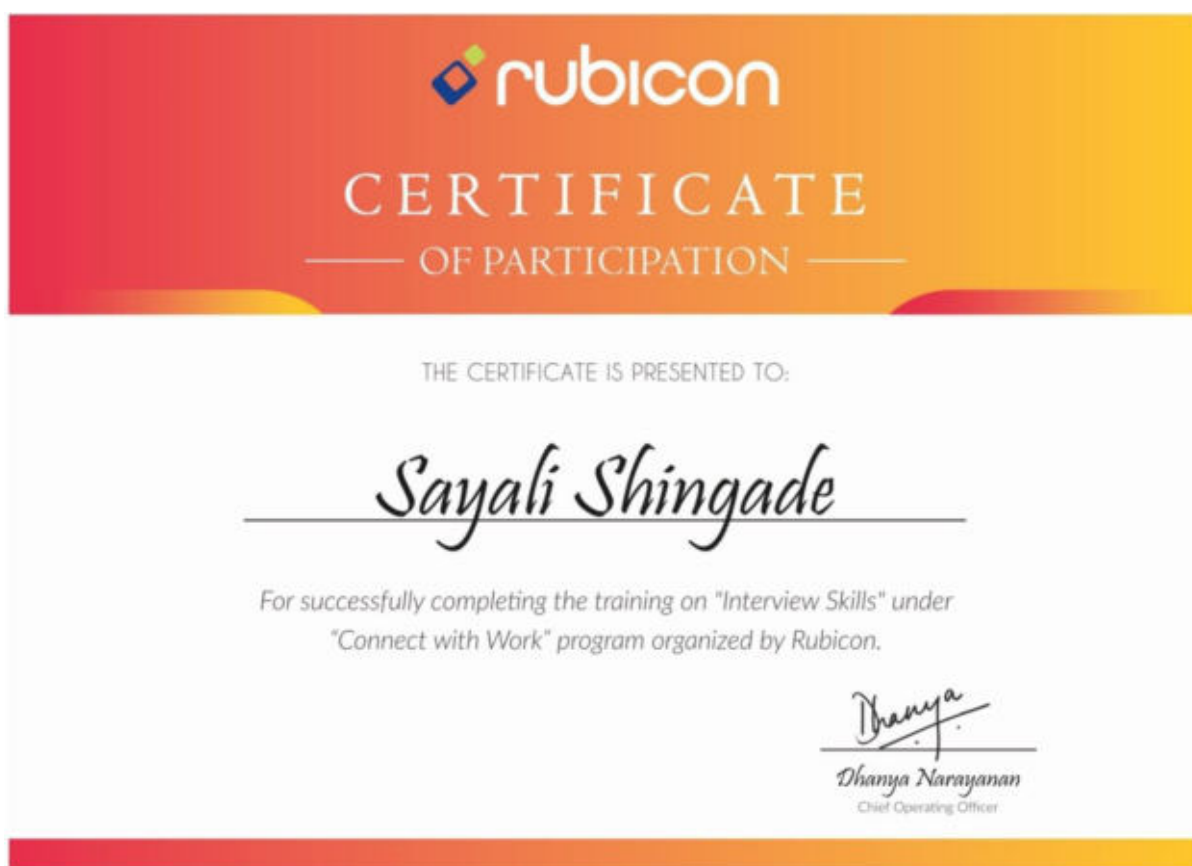 rubicon
CERTIFICATE
OF PARTICIPATION
THE CERTIFICATE IS PRESENTED TO:
Sayali Shingade
For successfully completing the training on "Interview Skills" under
"Connect with Work" program organized by Rubicon.
Dhanya
Dhanya Narayanan
Chief Operating Officer